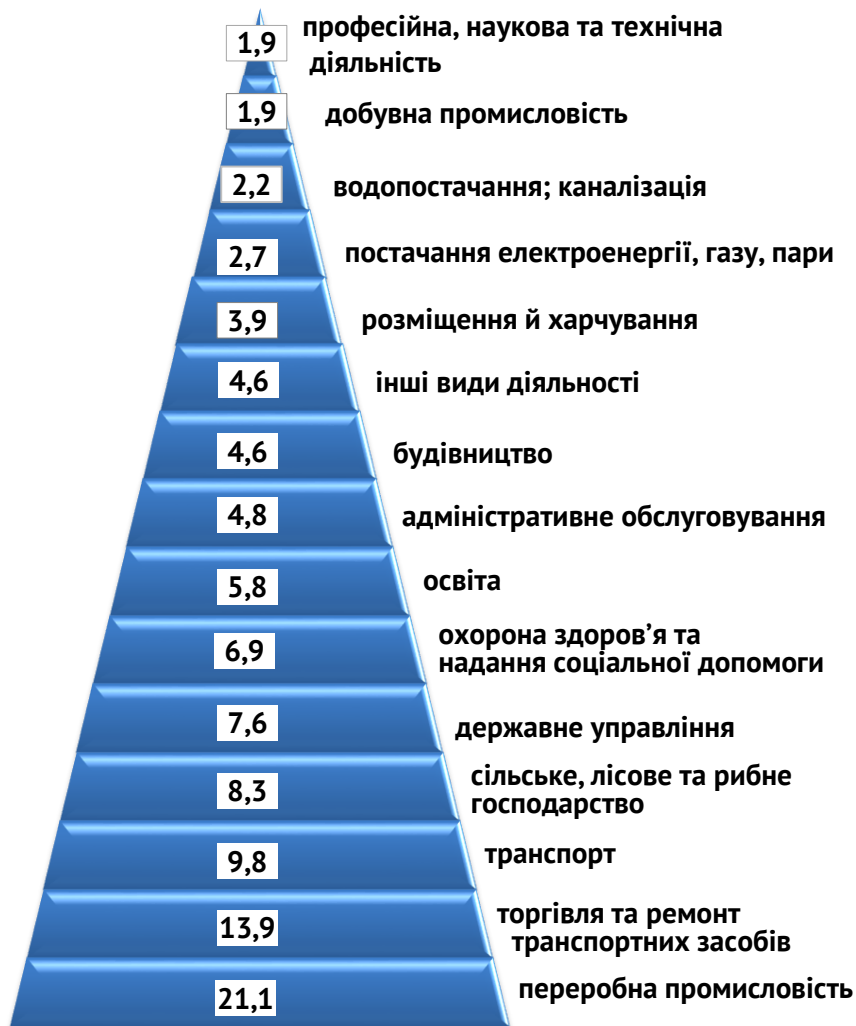 1,9
професійна, наукова та технічна
діяльність
1,9
добувна промисловість
2,2
водопостачання; каналізація
2,7
постачання електроенергії, газу, пари
3,9
розміщення й харчування
4,6
інші види діяльності
4,6
будівництво
4,8
адміністративне обслуговування
5,8
освіта
6,9
охорона здоров’я та
надання соціальної допомоги
7,6
державне управління
8,3
сільське, лісове та рибне
господарство
9,8
транспорт
13,9
торгівля та ремонт
транспортних засобів
21,1
переробна промисловість